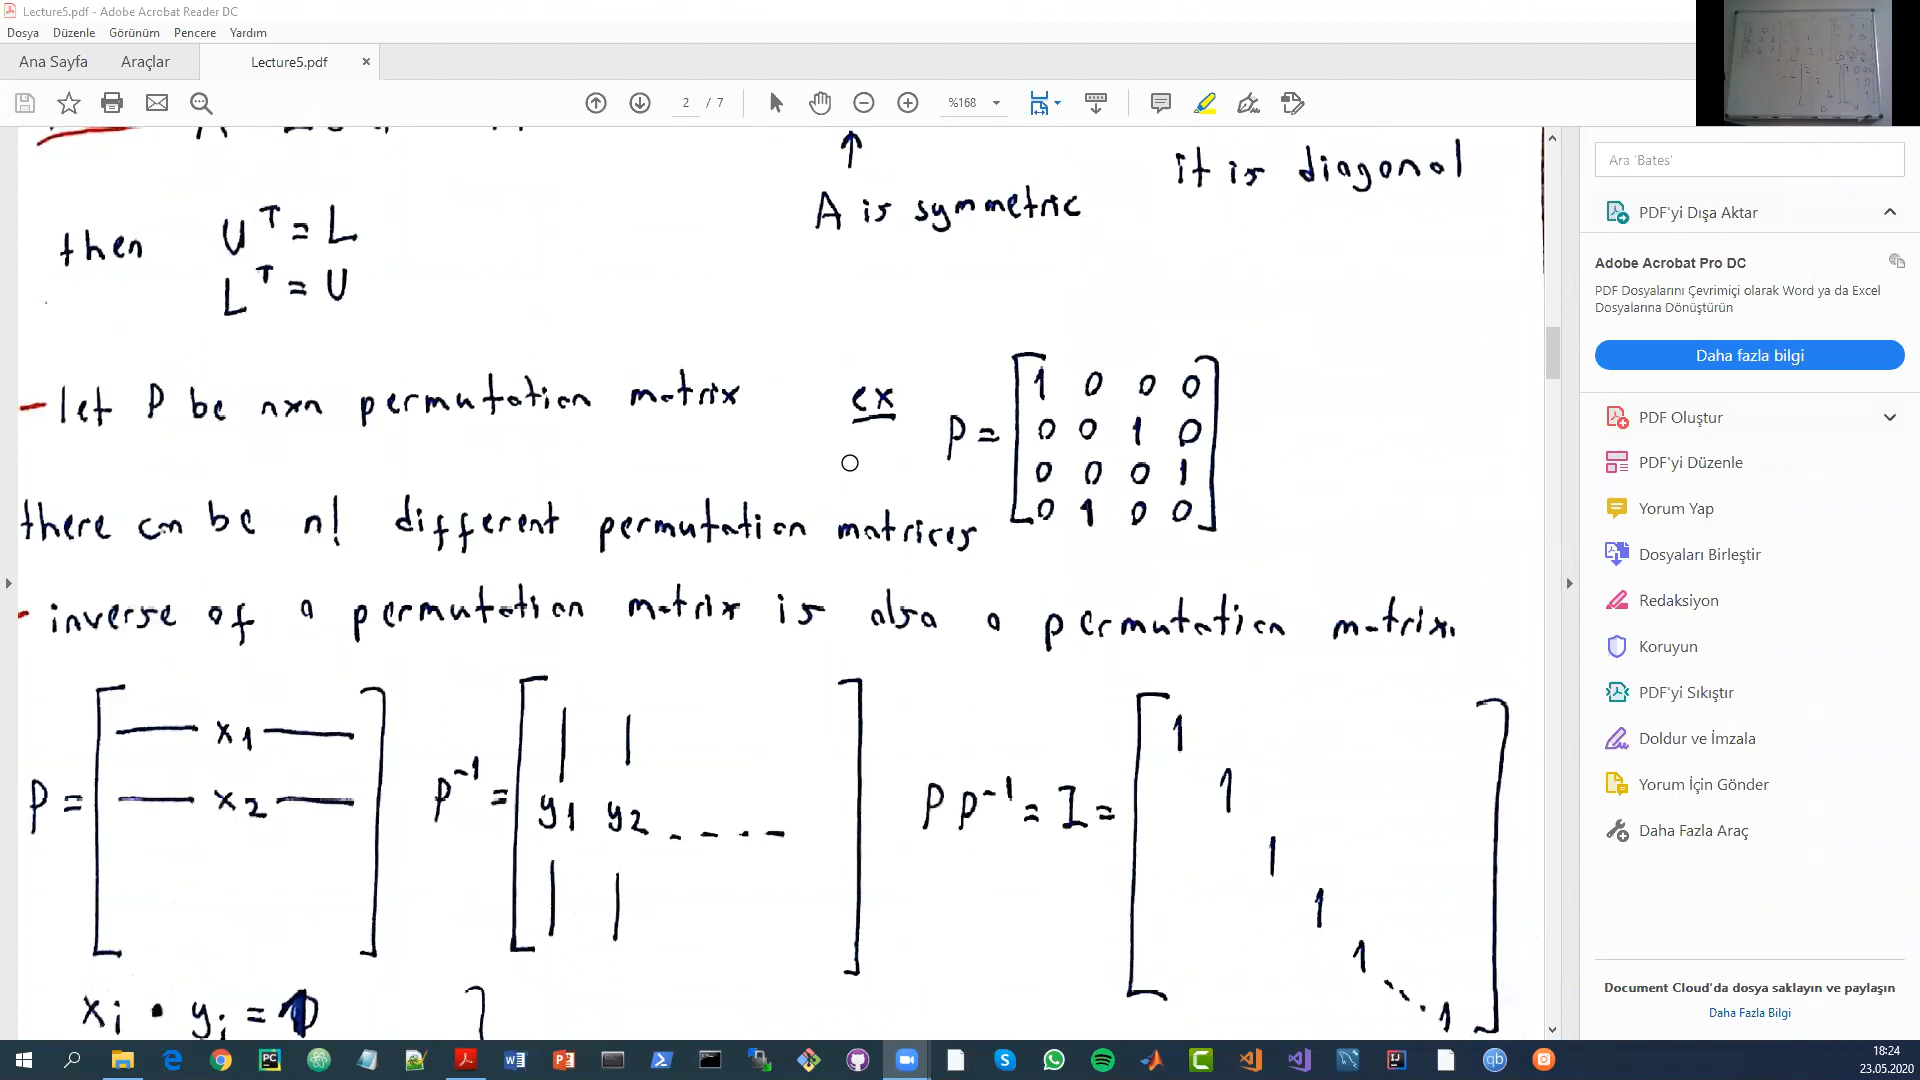 Lecture5.pdf - Adobe Acrobat Reader DC
Dosya Düzenle Görünüm Pencere Yardım
Ana Sayfa Araçlar Lecture5.pdf ×
2 / 7 %168
Ara 'Bates'
it is diagonal
A is symmetric
then U^T = L
L^T = U
- let P be nxn permutation matrix ex P = [
1 0 0 0
0 0 1 0
0 0 0 1
0 1 0 0
]
there can be n! different permutation matrices
- inverse of a permutation matrix is also a permutation matrix.
P = [ — x1 — — x2 — ] P^-1 = [ y1 y2 - - - - ] P P^-1 = I = [ 1 1 1 1 1 ... 1 ]
xi · yi = 1
PDF'yi Dışa Aktar
Adobe Acrobat Pro DC
PDF Dosyalarını Çevrimiçi olarak Word ya da Excel
Dosyalarına Dönüştürün
Daha fazla bilgi
PDF Oluştur
PDF'yi Düzenle
Yorum Yap
Dosyaları Birleştir
Redaksiyon
Koruyun
PDF'yi Sıkıştır
Doldur ve İmzala
Yorum İçin Gönder
Daha Fazla Araç
Document Cloud'da dosya saklayın ve paylaşın
Daha Fazla Bilgi
18:24
23.05.2020